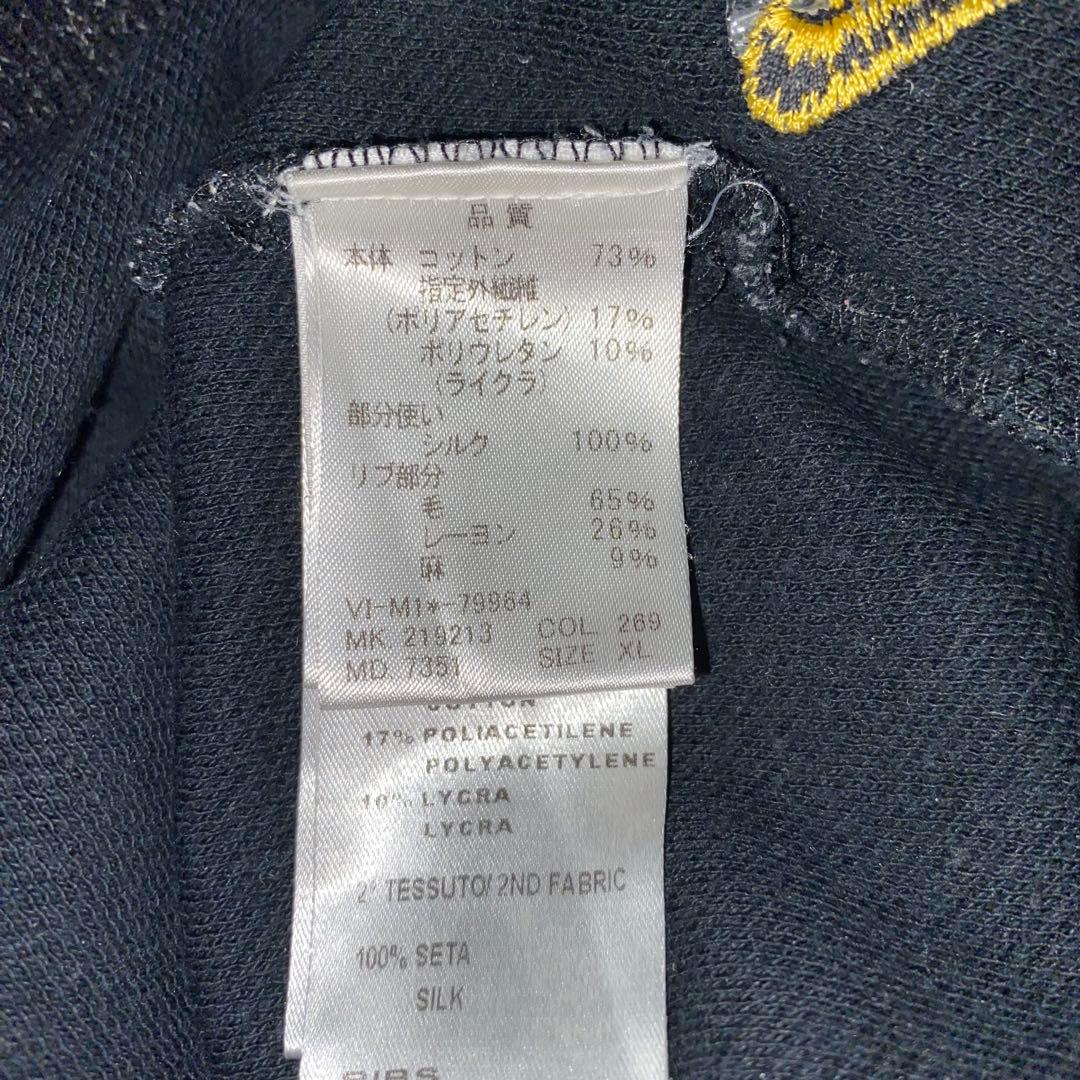 品質
本体 コットン 73%
指定外繊維
(ポリアセチレン) 17%
ポリウレタン 10%
(ライクラ)
部分使い
シルク 100%
リブ部分
毛 65%
レーヨン 26%
麻 9%
VI-M1*-79964
MK 219213 COL 269
MD 7351 SIZE XL
COTTON
17% POLIACETILENE
POLYACETYLENE
10% LYCRA
LYCRA
2° TESSUTO/ 2ND FABRIC
100% SETA
SILK
RIBS